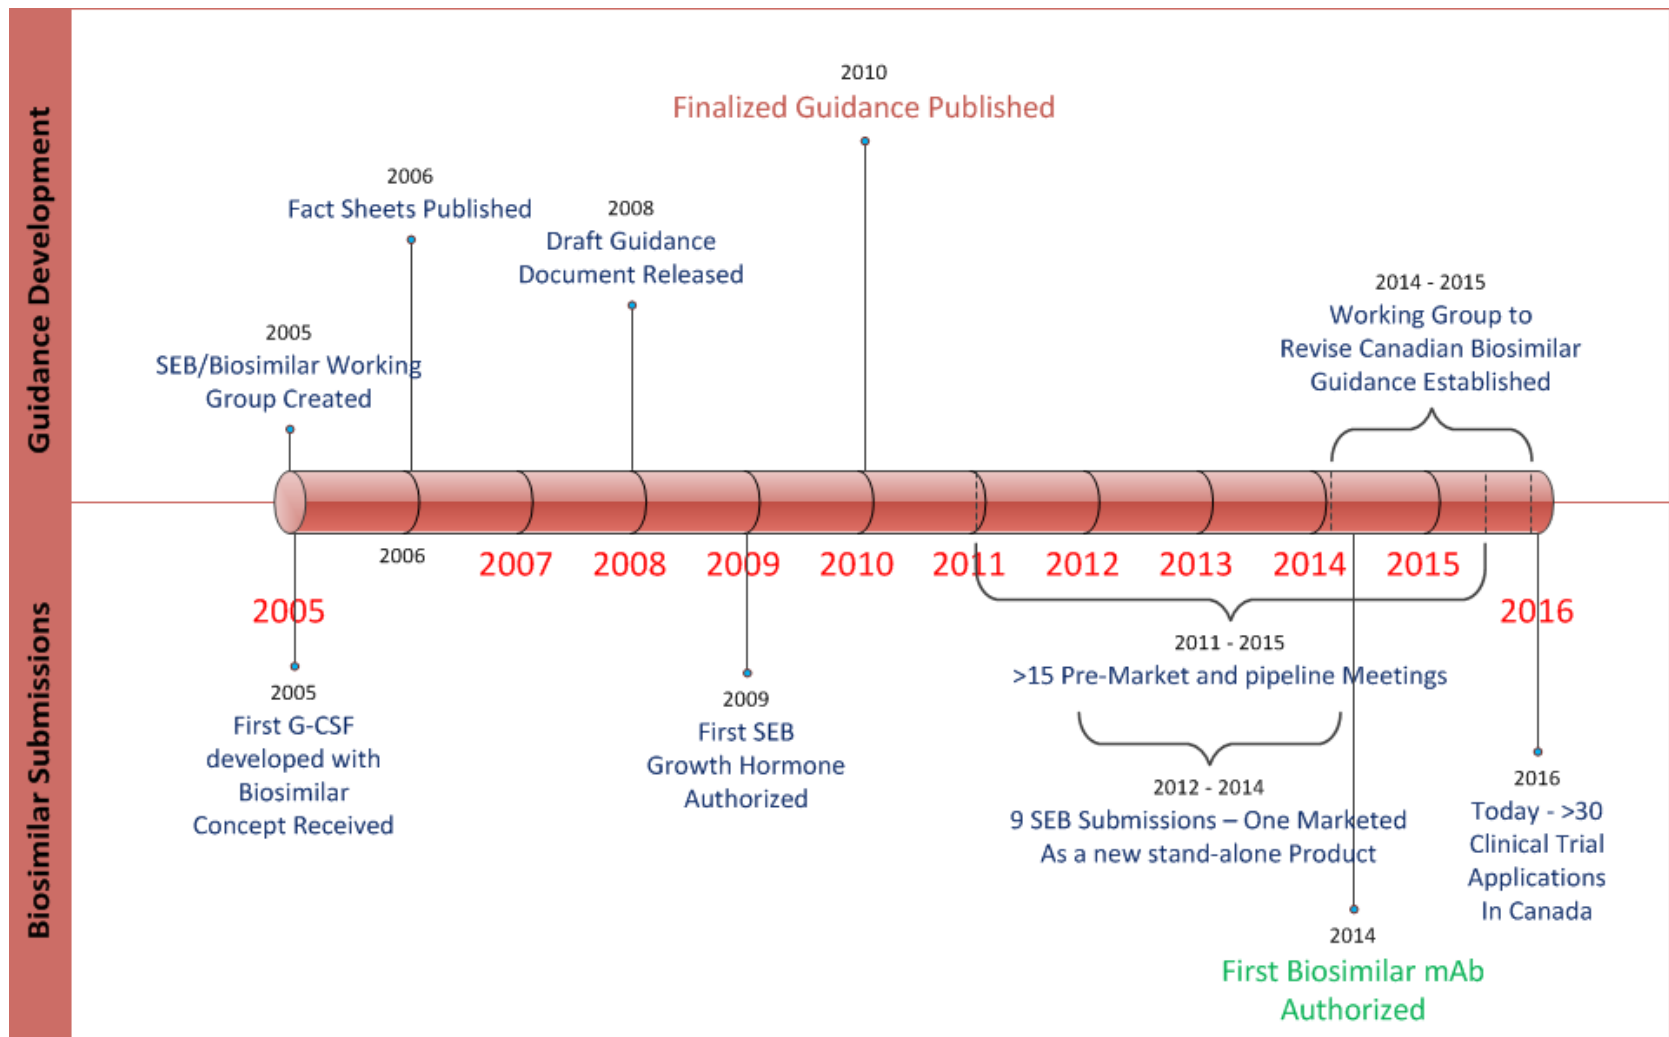 Guidance Development
2010
Finalized Guidance Published
2006
Fact Sheets Published
2008
Draft Guidance
Document Released
2014 - 2015
Working Group to
Revise Canadian Biosimilar
Guidance Established
2005
SEB/Biosimilar Working
Group Created
2006
2007
2008
2009
2010
2011
2012
2013
2014
2015
2005
2016
Biosimilar Submissions
2005
First G-CSF
developed with
Biosimilar
Concept Received
2009
First SEB
Growth Hormone
Authorized
2011 - 2015
>15 Pre-Market and pipeline Meetings
2012 - 2014
9 SEB Submissions – One Marketed
As a new stand-alone Product
2016
Today - >30
Clinical Trial
Applications
In Canada
2014
First Biosimilar mAb
Authorized